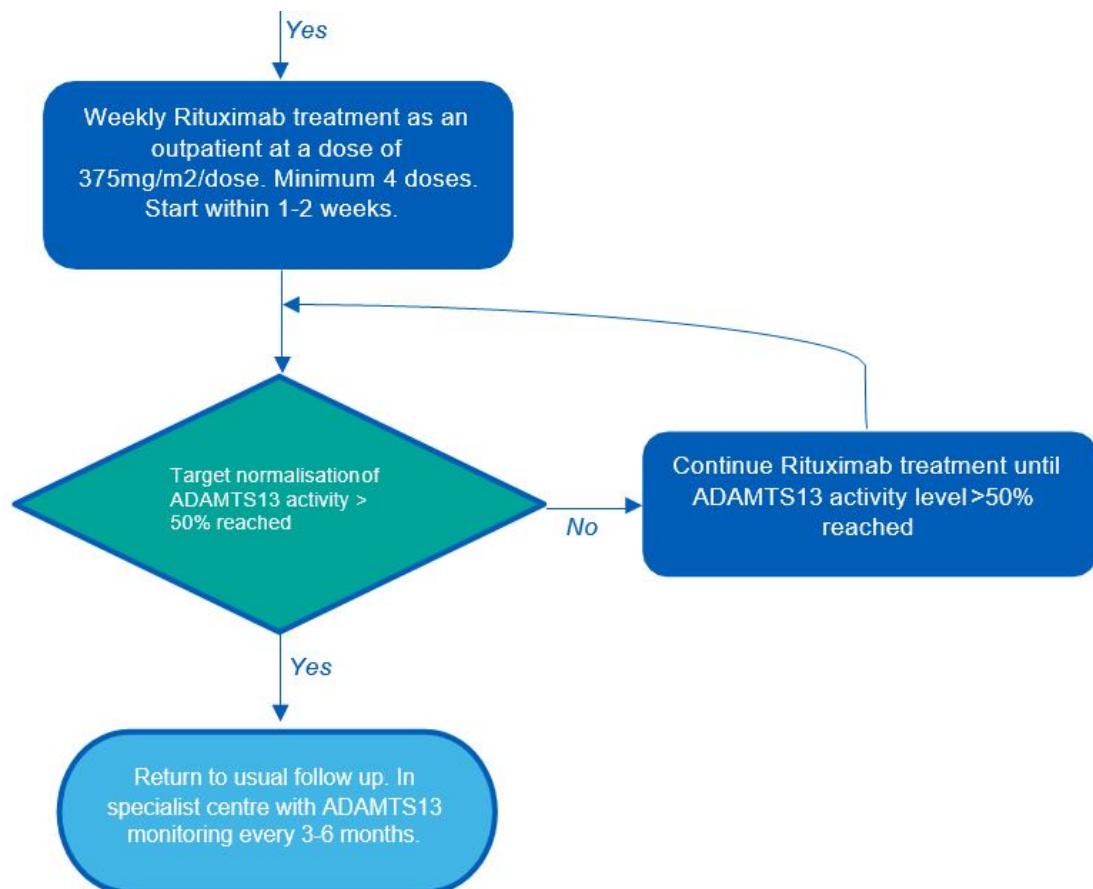 Yes
Weekly Rituximab treatment as an
outpatient at a dose of
375mg/m2/dose. Minimum 4 doses.
Start within 1-2 weeks.
Target normalisation of
ADAMTS13 activity >
50% reached
No
Continue Rituximab treatment until
ADAMTS13 activity level >50%
reached
Yes
Return to usual follow up. In
specialist centre with ADAMTS13
monitoring every 3-6 months.